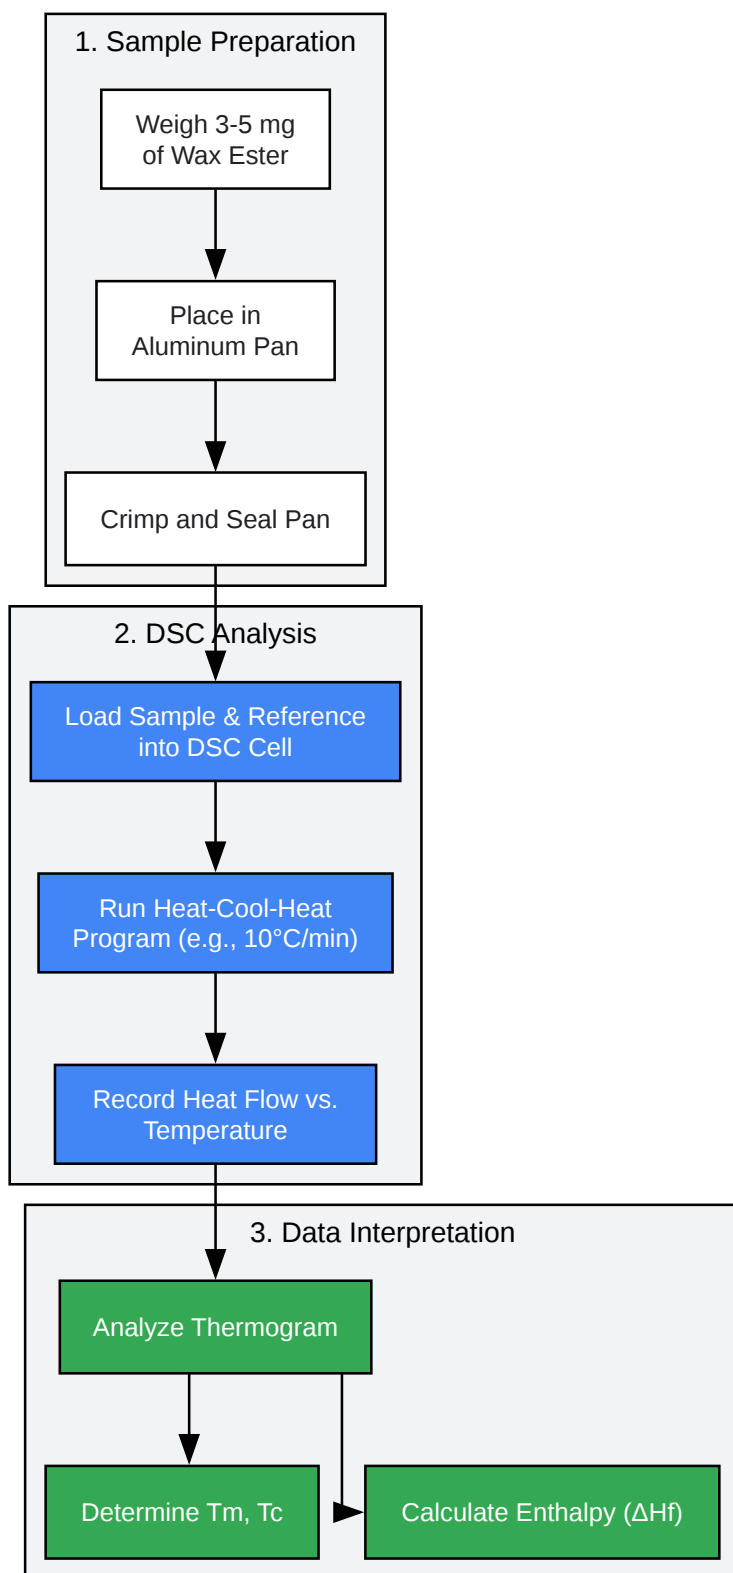 1. Sample Preparation
Weigh 3-5 mg
of Wax Ester
Place in
Aluminum Pan
Crimp and Seal Pan
2. DSC Analysis
Load Sample & Reference
into DSC Cell
Run Heat-Cool-Heat
Program (e.g., 10°C/min)
Record Heat Flow vs.
Temperature
3. Data Interpretation
Analyze Thermogram
Determine Tm, Tc
Calculate Enthalpy (ΔHf)